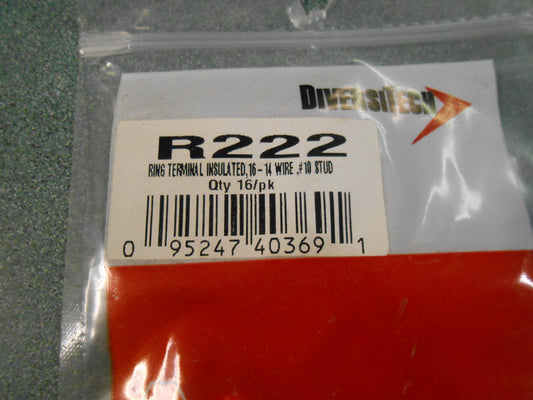 DIVERSITECH
R222
RING TERMINAL INSULATED,16-14 WIRE ,#10 STUD
Qty 16/pk
0 95247 40369 1